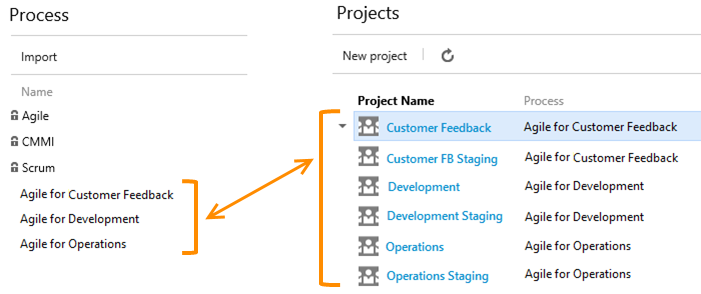 Process
Import
Name
Agile
CMMI
Scrum
Agile for Customer Feedback
Agile for Development
Agile for Operations
Projects
New project
Project Name Process
Customer Feedback Agile for Customer Feedback
Customer FB Staging Agile for Customer Feedback
Development Agile for Development
Development Staging Agile for Development
Operations Agile for Operations
Operations Staging Agile for Operations